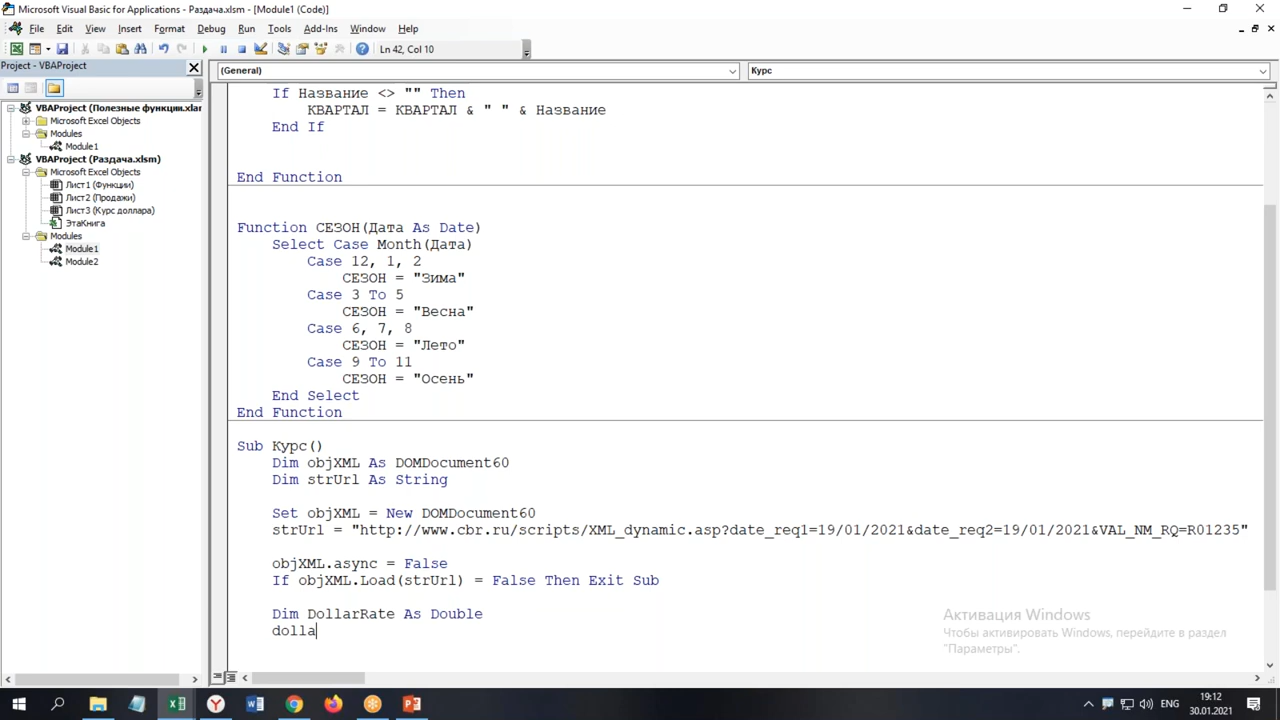 Microsoft Visual Basic for Applications - Раздача.xlsm - [Module1 (Code)]
File Edit View Insert Format Debug Run Tools Add-Ins Window Help
Ln 42, Col 10
Project - VBAProject
(General)
Курс
VBAProject (Полезные функции.xlar
Microsoft Excel Objects
Modules
Module1
VBAProject (Раздача.xlsm)
Microsoft Excel Objects
Лист1 (Функции)
Лист2 (Продажи)
Лист3 (Курс доллара)
ЭтаКнига
Modules
Module1
Module2
If Название <> "" Then
КВАРТАЛ = КВАРТАЛ & " " & Название
End If
End Function
Function СЕЗОН(Дата As Date)
Select Case Month(Дата)
Case 12, 1, 2
СЕЗОН = "Зима"
Case 3 To 5
СЕЗОН = "Весна"
Case 6, 7, 8
СЕЗОН = "Лето"
Case 9 To 11
СЕЗОН = "Осень"
End Select
End Function
Sub Курс()
Dim objXML As DOMDocument60
Dim strUrl As String
Set objXML = New DOMDocument60
strUrl = "http://www.cbr.ru/scripts/XML_dynamic.asp?date_req1=19/01/2021&date_req2=19/01/2021&VAL_NM_RQ=R01235"
objXML.async = False
If objXML.Load(strUrl) = False Then Exit Sub
Dim DollarRate As Double
dolla
Активация Windows
Чтобы активировать Windows, перейдите в раздел
"Параметры".
ENG
19:12
30.01.2021